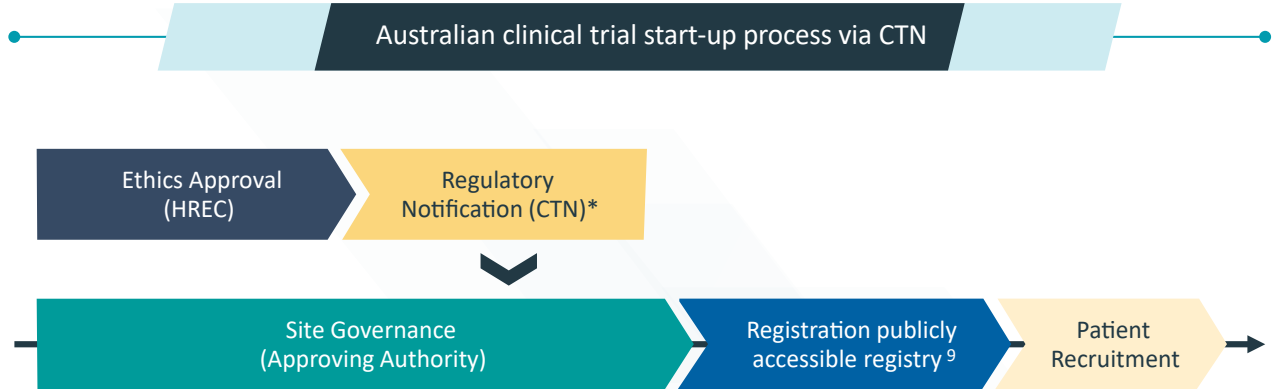 Australian clinical trial start-up process via CTN
Ethics Approval
(HREC)
Regulatory
Notification (CTN)*
Site Governance
(Approving Authority)
Registration publicly
accessible registry 9
Patient
Recruitment